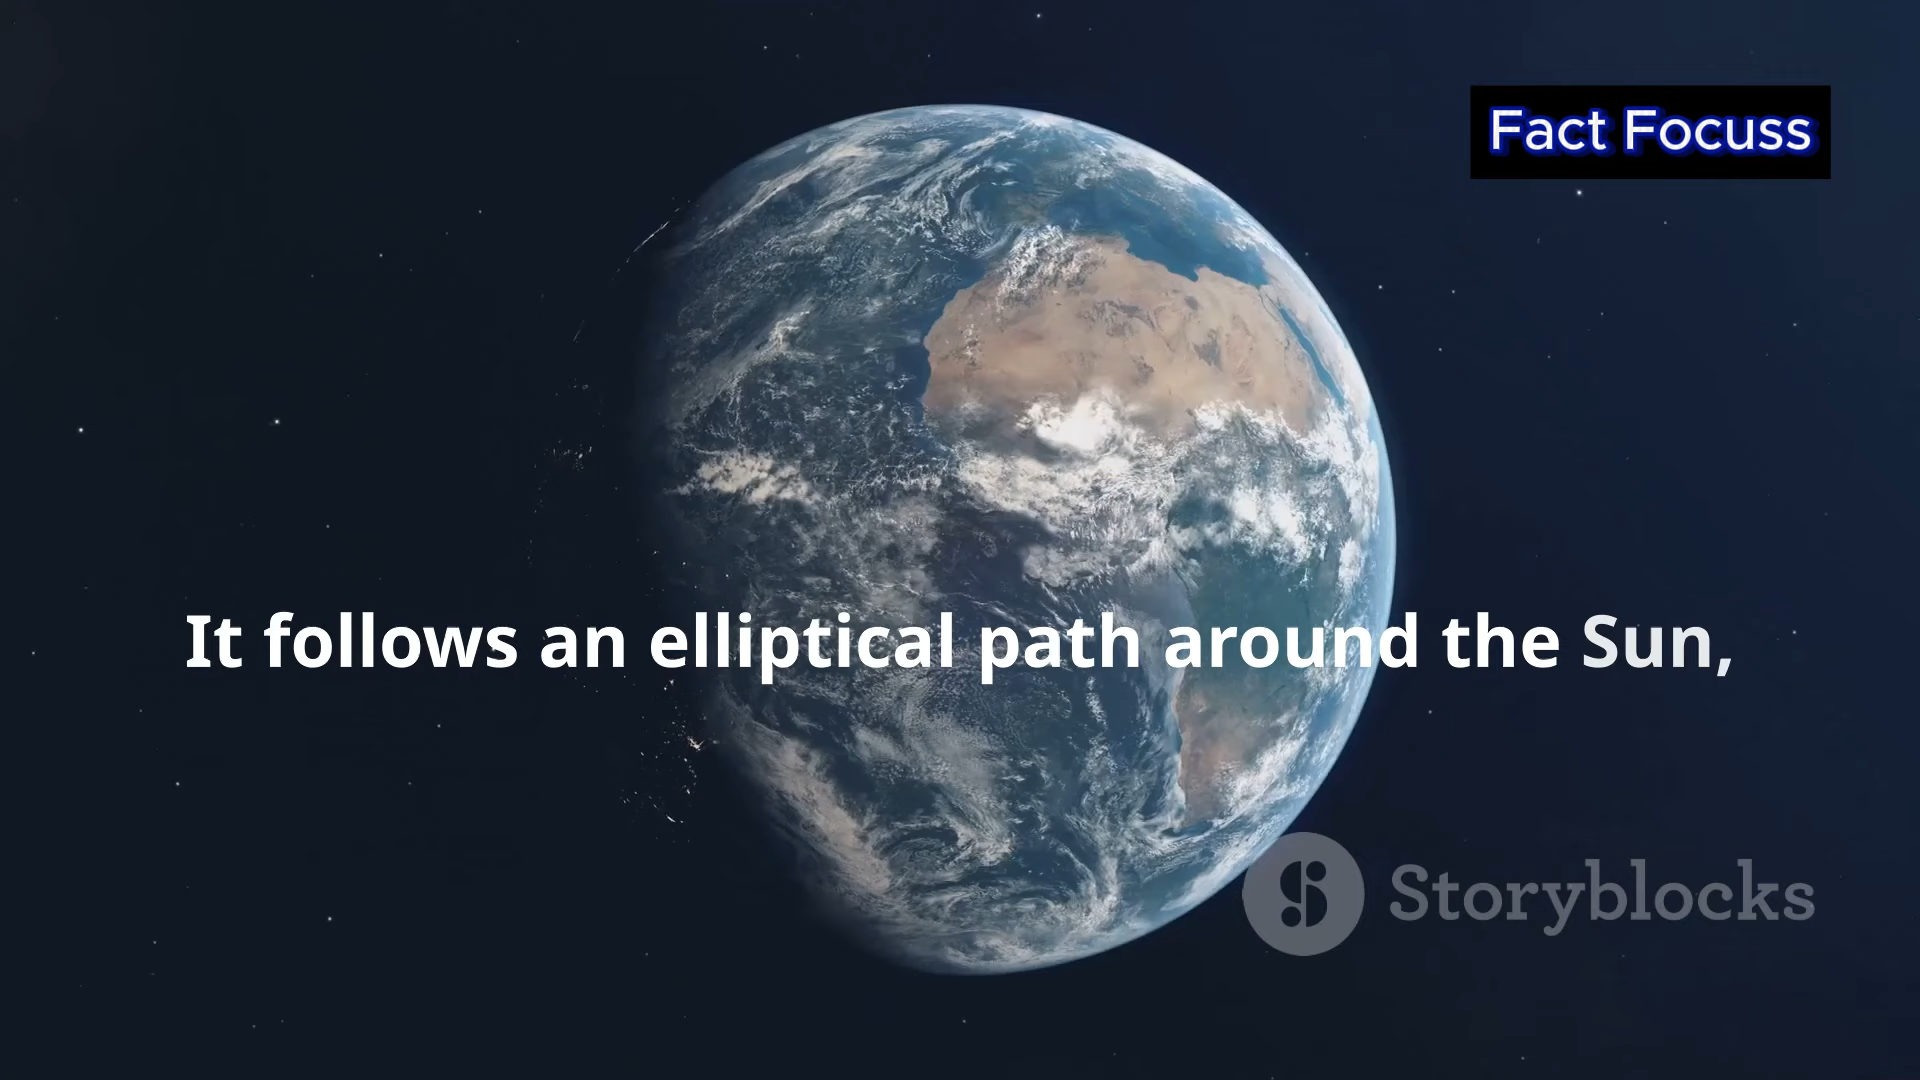 Fact Focuss
It follows an elliptical path around the Sun,
Storyblocks